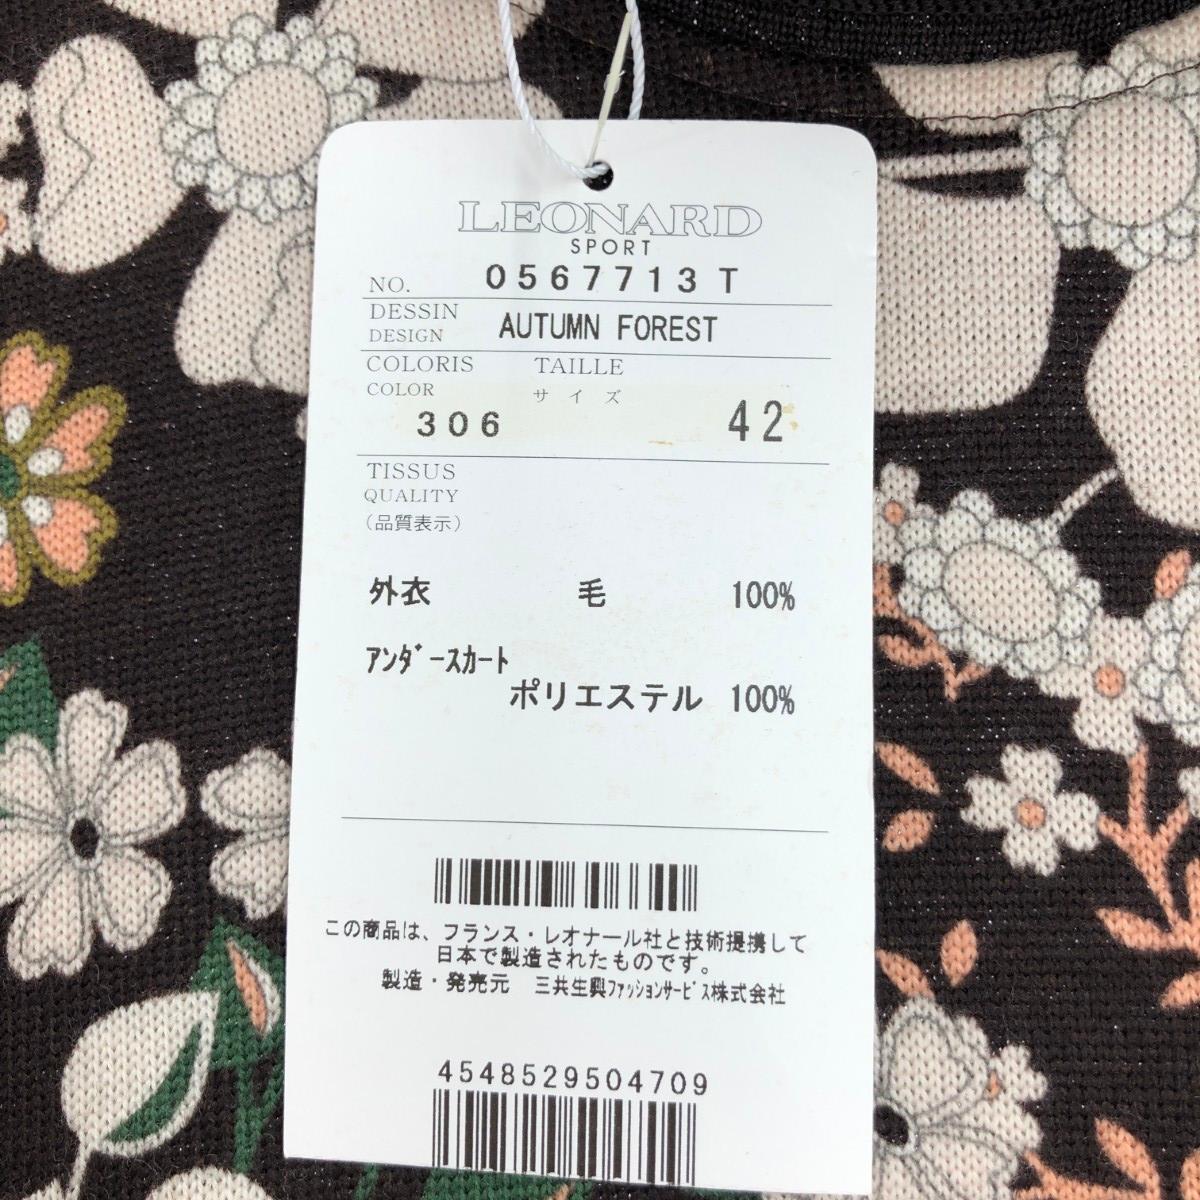 LEONARD
SPORT
NO. 0567713T
DESSIN
DESIGN AUTUMN FOREST
COLORIS TAILLE
COLOR サイズ
306 42
TISSUS
QUALITY
（品質表示）
外衣 毛 100%
ｱﾝﾀﾞｰｽｶｰﾄ
ポリエステル 100%
この商品は、フランス・レオナール社と技術提携して
日本で製造されたものです。
製造・発売元 三共生興ﾌｧｯｼｮﾝｻｰﾋﾞｽ株式会社
4548529504709